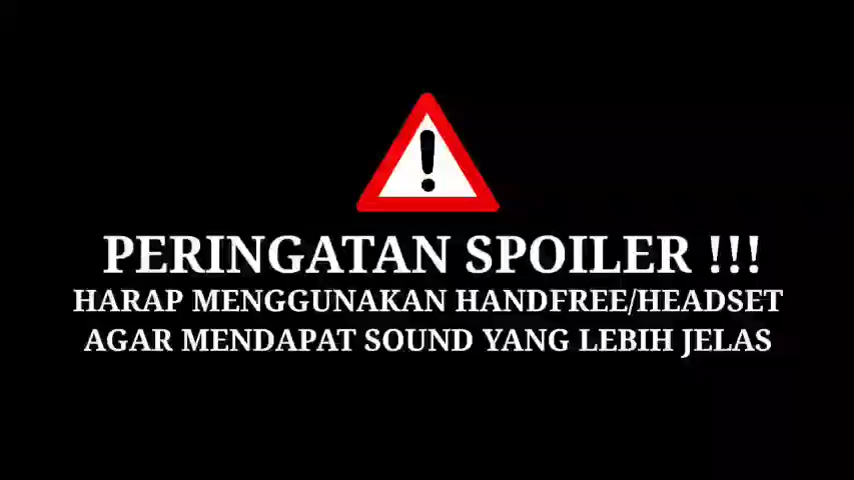 PERINGATAN SPOILER !!!
HARAP MENGGUNAKAN HANDFREE/HEADSET
AGAR MENDAPAT SOUND YANG LEBIH JELAS